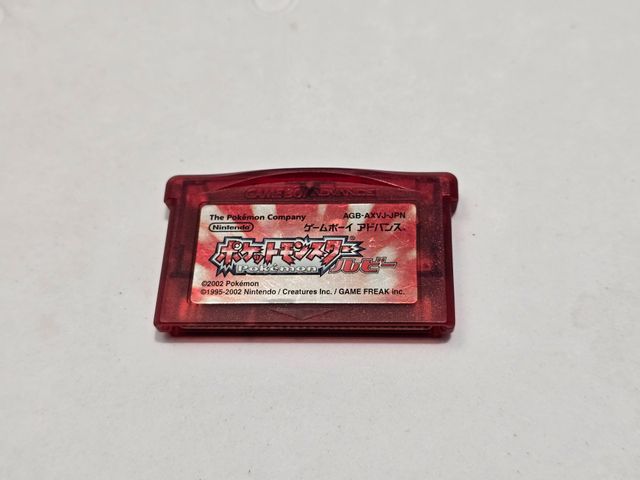 GAME BOY ADVANCE
The Pokémon Company AGB-AXVJ-JPN
Nintendo ゲームボーイ アドバンス
ポケットモンスター
Pokémon ルビー
©2002 Pokémon
©1995-2002 Nintendo / Creatures inc. / GAME FREAK inc.